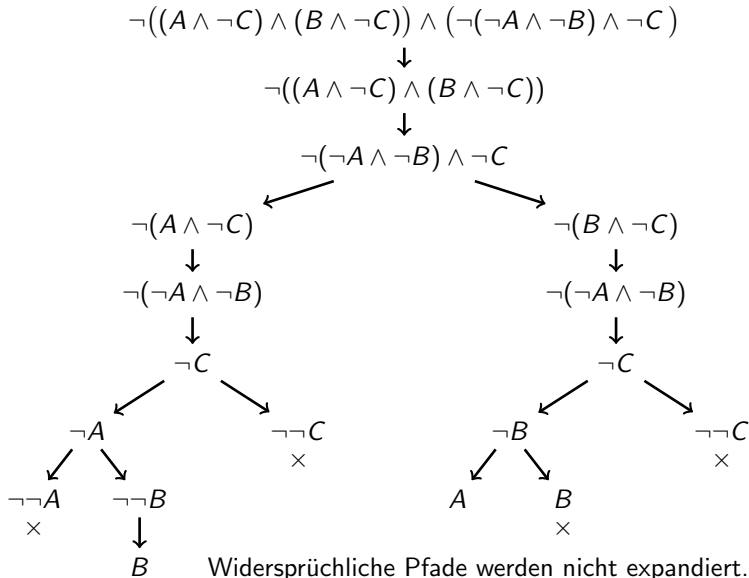 ¬((A ∧ ¬C) ∧ (B ∧ ¬C)) ∧ (¬(¬A ∧ ¬B) ∧ ¬C)
¬((A ∧ ¬C) ∧ (B ∧ ¬C))
¬(¬A ∧ ¬B) ∧ ¬C
¬(A ∧ ¬C) ¬(B ∧ ¬C)
¬(¬A ∧ ¬B) ¬(¬A ∧ ¬B)
¬C ¬C
¬A ¬¬C ¬B ¬¬C
× ×
¬¬A ¬¬B A B
× ×
B Widersprüchliche Pfade werden nicht expandiert.